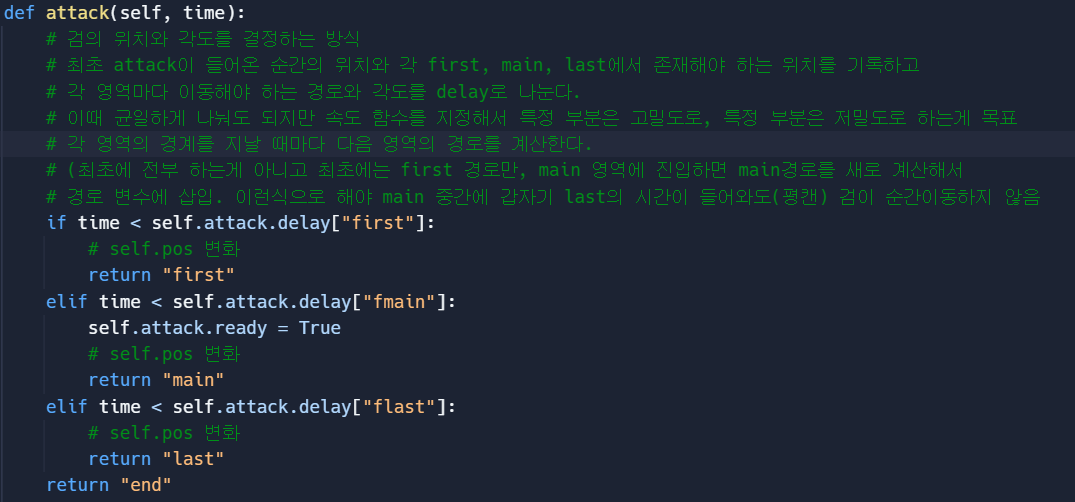 def attack(self, time):
# 검의 위치와 각도를 결정하는 방식
# 최초 attack이 들어온 순간의 위치와 각 first, main, last에서 존재해야 하는 위치를 기록하고
# 각 영역마다 이동해야 하는 경로와 각도를 delay로 나눈다.
# 이때 균일하게 나눠도 되지만 속도 함수를 지정해서 특정 부분은 고밀도로, 특정 부분은 저밀도로 하는게 목표
# 각 영역의 경계를 지날 때마다 다음 영역의 경로를 계산한다.
# (최초에 전부 하는게 아니고 최초에는 first 경로만, main 영역에 진입하면 main경로를 새로 계산해서
# 경로 변수에 삽입. 이런식으로 해야 main 중간에 갑자기 last의 시간이 들어와도(평캔) 검이 순간이동하지 않음
if time < self.attack.delay["first"]:
# self.pos 변화
return "first"
elif time < self.attack.delay["fmain"]:
self.attack.ready = True
# self.pos 변화
return "main"
elif time < self.attack.delay["flast"]:
# self.pos 변화
return "last"
return "end"